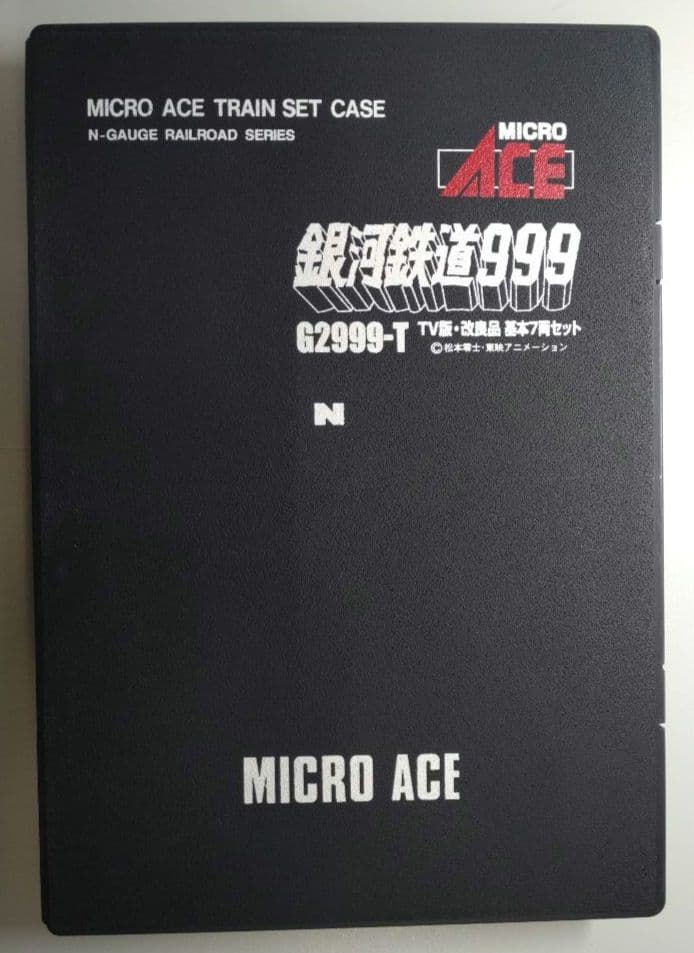 MICRO ACE TRAIN SET CASE
N-GAUGE RAILROAD SERIES
MICRO
ACE
銀河鉄道999
G2999-T TV版・改良品 基本7両セット
©松本零士・東映アニメーション
N
MICRO ACE